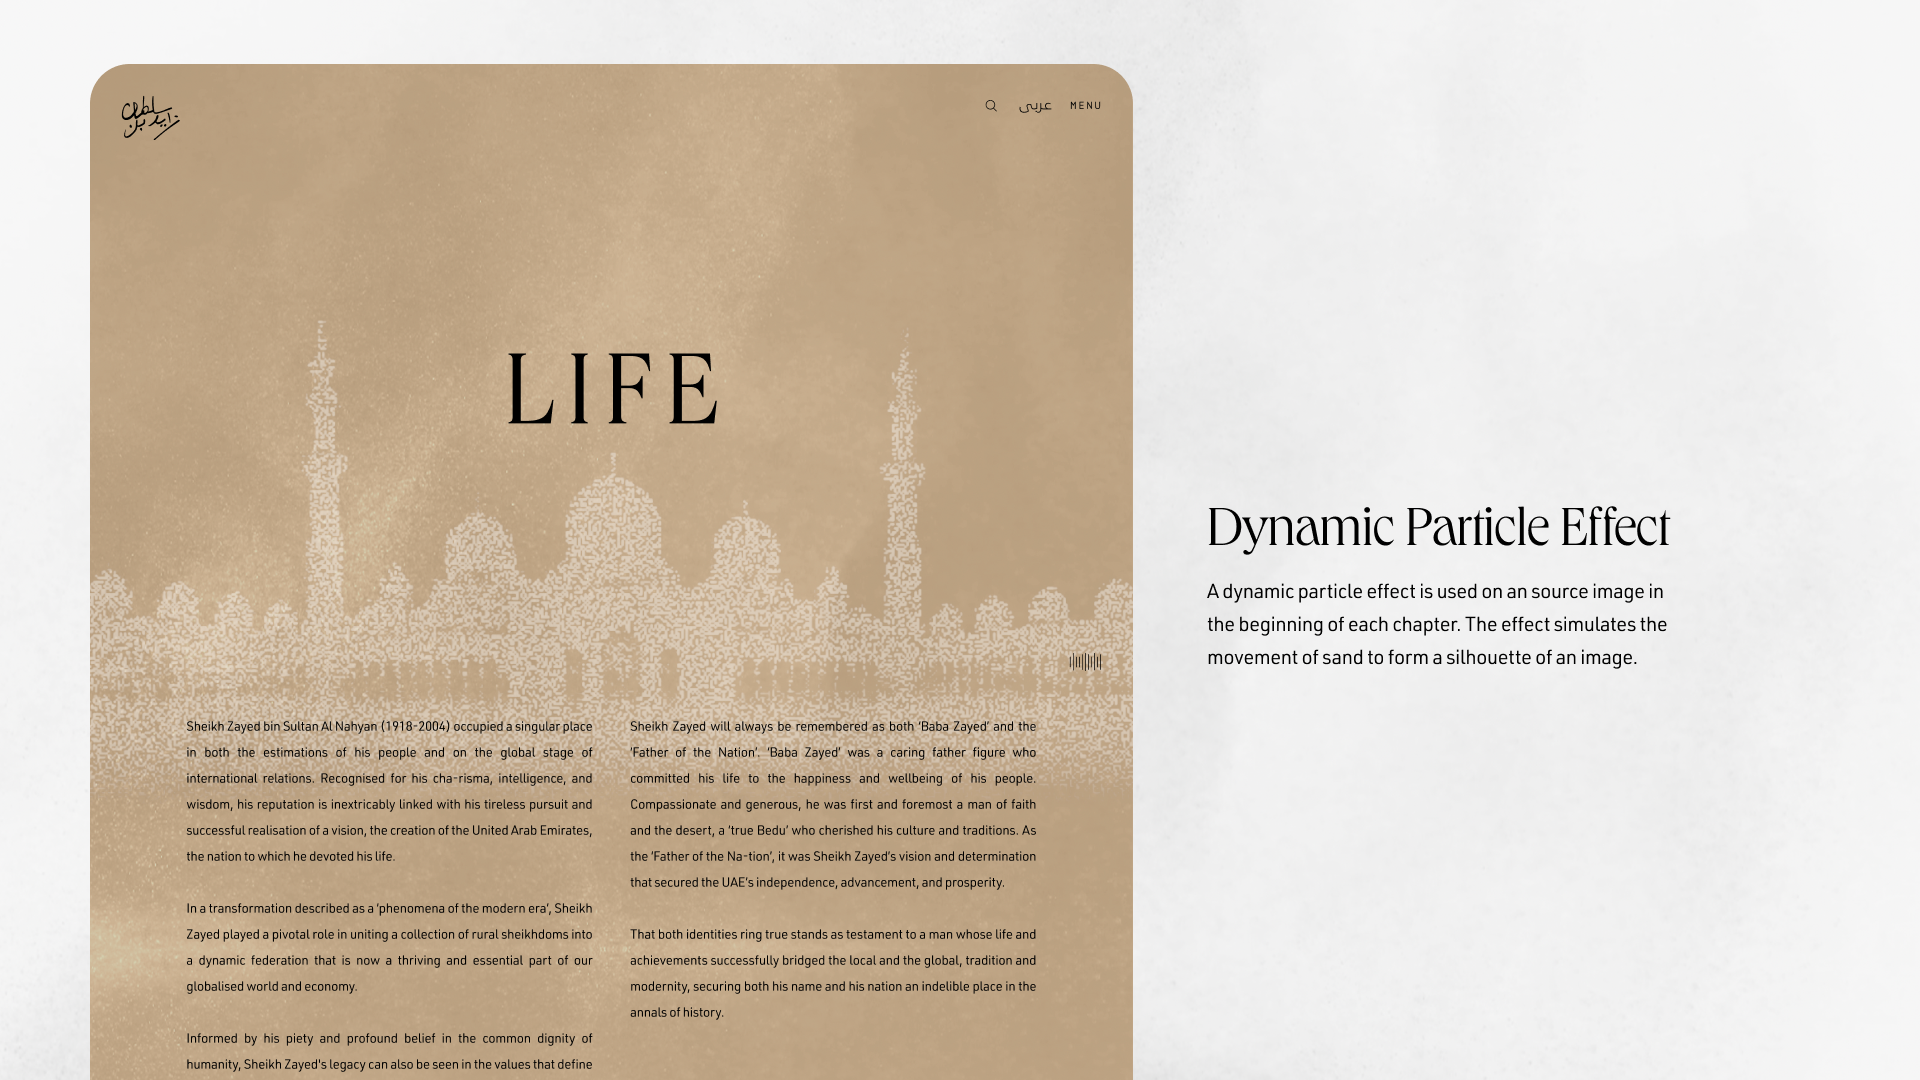 زايد بن سلطان
عربي MENU
LIFE
Sheikh Zayed bin Sultan Al Nahyan (1918-2004) occupied a singular place
in both the estimations of his people and on the global stage of
international relations. Recognised for his cha-risma, intelligence, and
wisdom, his reputation is inextricably linked with his tireless pursuit and
successful realisation of a vision, the creation of the United Arab Emirates,
the nation to which he devoted his life.
In a transformation described as a ‘phenomena of the modern era’, Sheikh
Zayed played a pivotal role in uniting a collection of rural sheikhdoms into
a dynamic federation that is now a thriving and essential part of our
globalised world and economy.
Informed by his piety and profound belief in the common dignity of
humanity, Sheikh Zayed's legacy can also be seen in the values that define
Sheikh Zayed will always be remembered as both ‘Baba Zayed’ and the
‘Father of the Nation’. ‘Baba Zayed’ was a caring father figure who
committed his life to the happiness and wellbeing of his people.
Compassionate and generous, he was first and foremost a man of faith
and the desert, a ‘true Bedu’ who cherished his culture and traditions. As
the ‘Father of the Na-tion’, it was Sheikh Zayed’s vision and determination
that secured the UAE’s independence, advancement, and prosperity.
That both identities ring true stands as testament to a man whose life and
achievements successfully bridged the local and the global, tradition and
modernity, securing both his name and his nation an indelible place in the
annals of history.
Dynamic Particle Effect
A dynamic particle effect is used on an source image in
the beginning of each chapter. The effect simulates the
movement of sand to form a silhouette of an image.